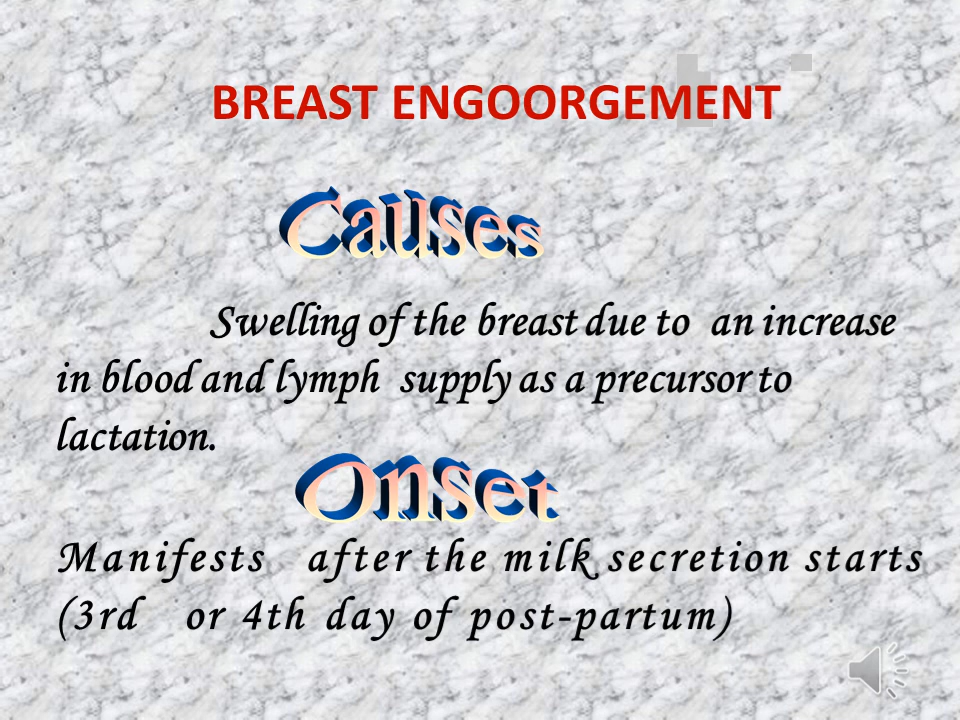 BREAST ENGOORGEMENT
Causes
Swelling of the breast due to an increase
in blood and lymph supply as a precursor to
lactation.
Onset
Manifests after the milk secretion starts
(3rd or 4th day of post-partum)